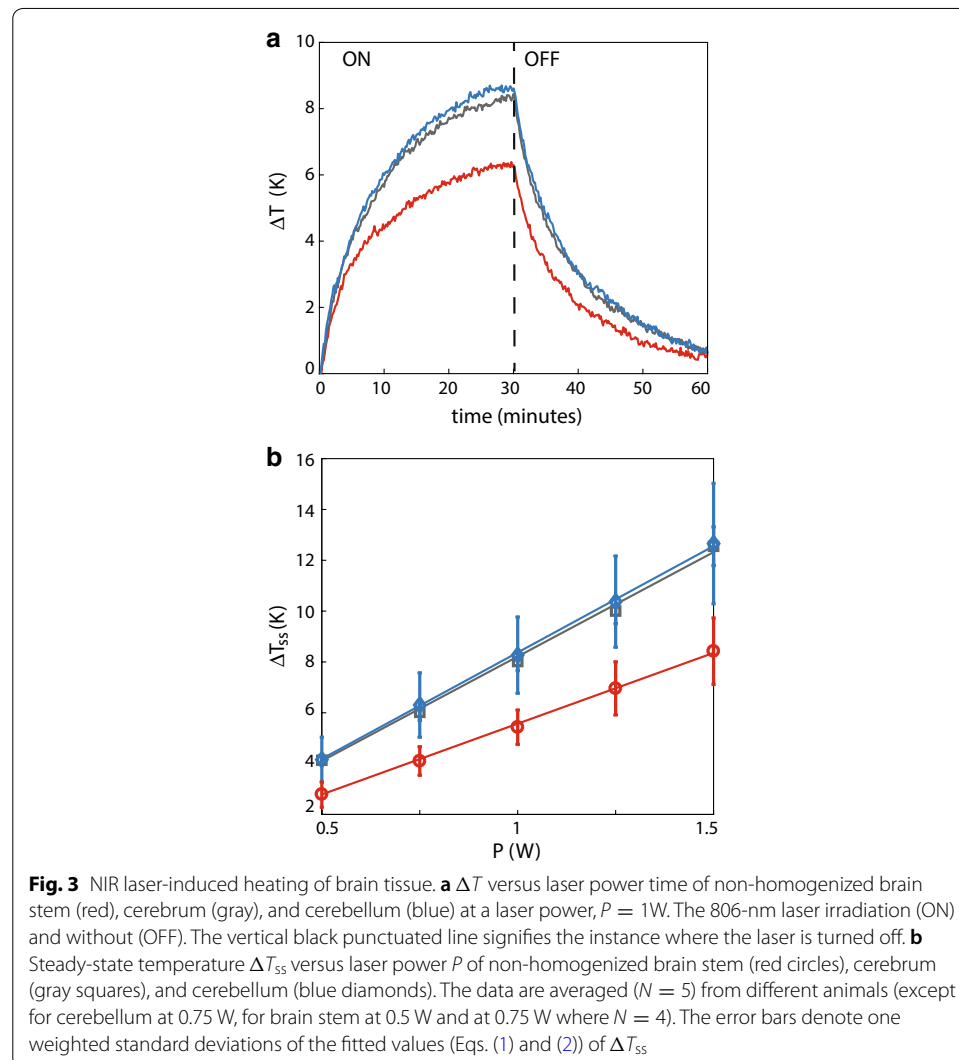 a
10
ON OFF
8
6
4
2
0
ΔT (K)
0 10 20 30 40 50 60
time (minutes)
b
16
14
12
10
8
6
4
2
ΔTss (K)
0.5 1 1.5
P (W)
Fig. 3 NIR laser-induced heating of brain tissue. a ΔT versus laser power time of non-homogenized brain
stem (red), cerebrum (gray), and cerebellum (blue) at a laser power, P = 1W. The 806-nm laser irradiation (ON)
and without (OFF). The vertical black punctuated line signifies the instance where the laser is turned off. b
Steady-state temperature ΔTss versus laser power P of non-homogenized brain stem (red circles), cerebrum
(gray squares), and cerebellum (blue diamonds). The data are averaged (N = 5) from different animals (except
for cerebellum at 0.75 W, for brain stem at 0.5 W and at 0.75 W where N = 4). The error bars denote one
weighted standard deviations of the fitted values (Eqs. (1) and (2)) of ΔTss